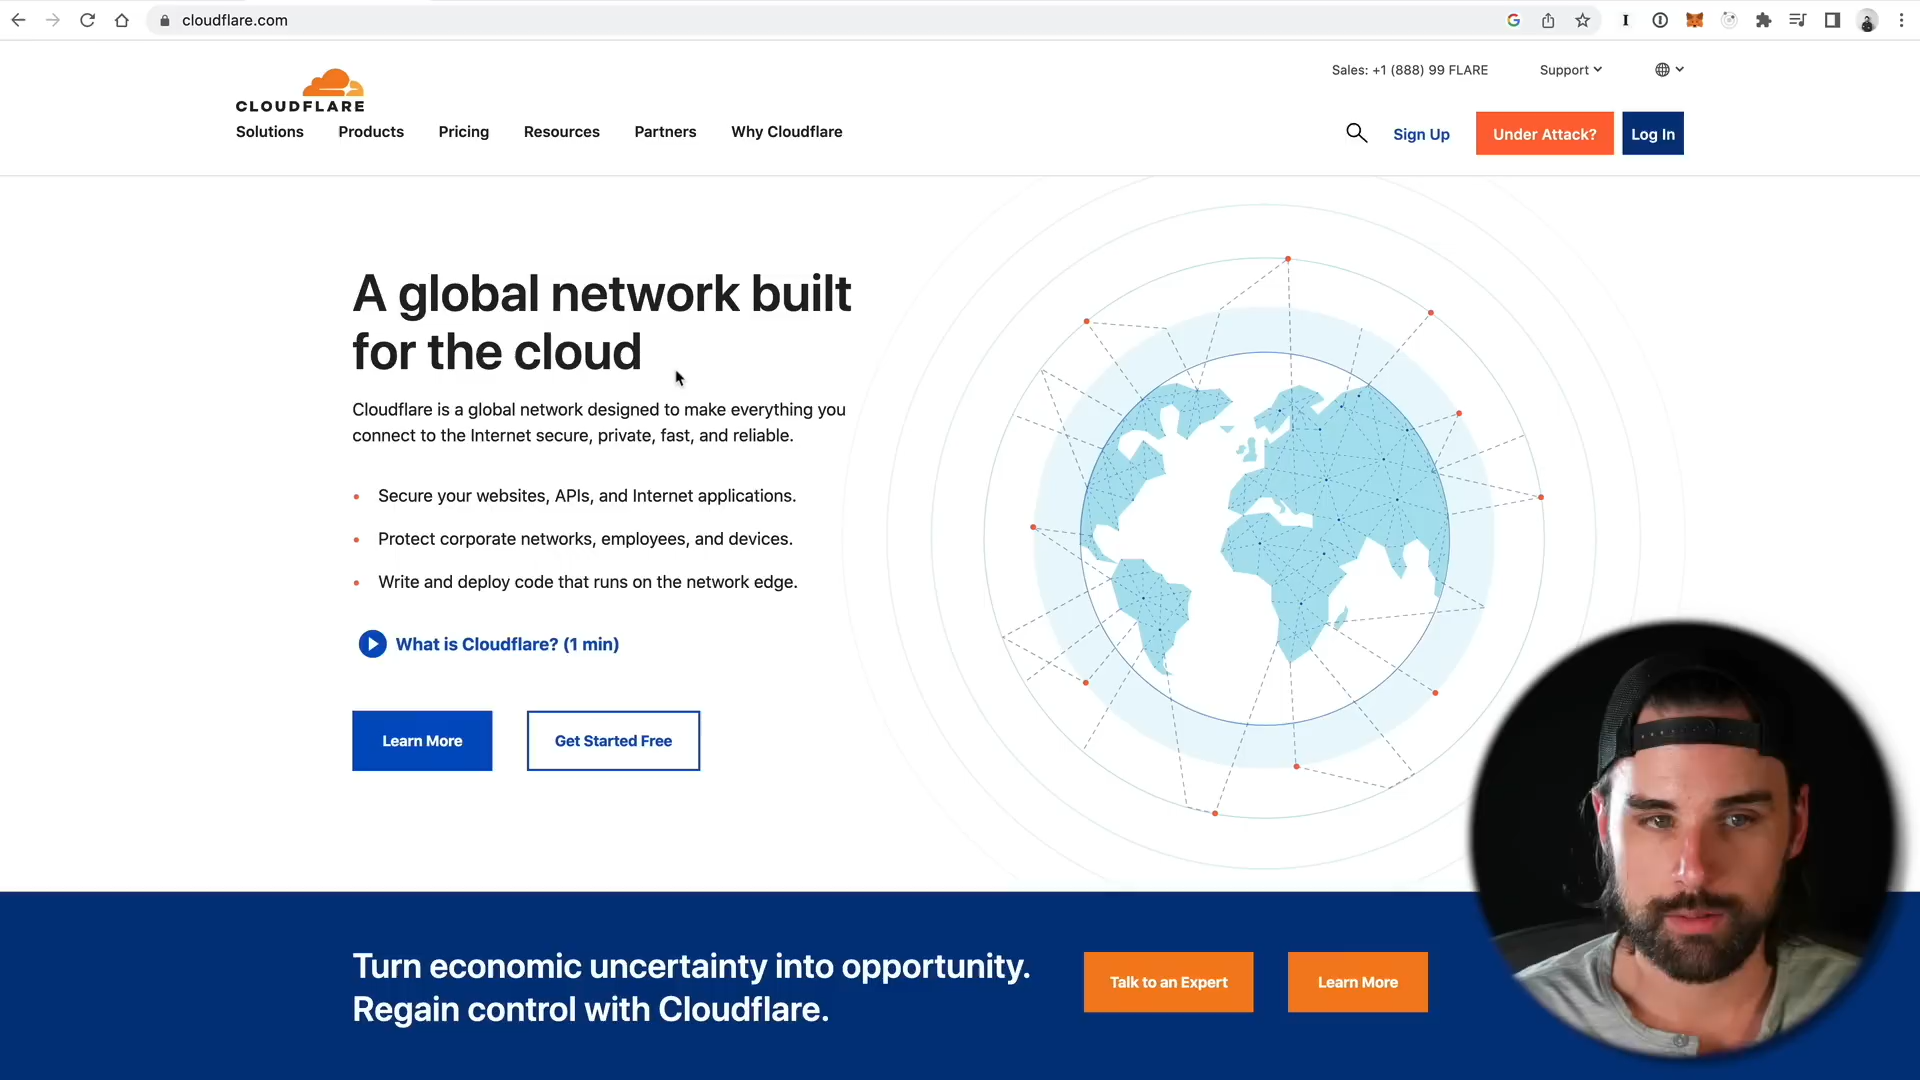 cloudflare.com
Sales: +1 (888) 99 FLARE
Support
CLOUDFLARE
Solutions
Products
Pricing
Resources
Partners
Why Cloudflare
Sign Up
Under Attack?
Log In
A global network built
for the cloud
Cloudflare is a global network designed to make everything you
connect to the Internet secure, private, fast, and reliable.
Secure your websites, APIs, and Internet applications.
Protect corporate networks, employees, and devices.
Write and deploy code that runs on the network edge.
What is Cloudflare? (1 min)
Learn More
Get Started Free
Turn economic uncertainty into opportunity.
Regain control with Cloudflare.
Talk to an Expert
Learn More